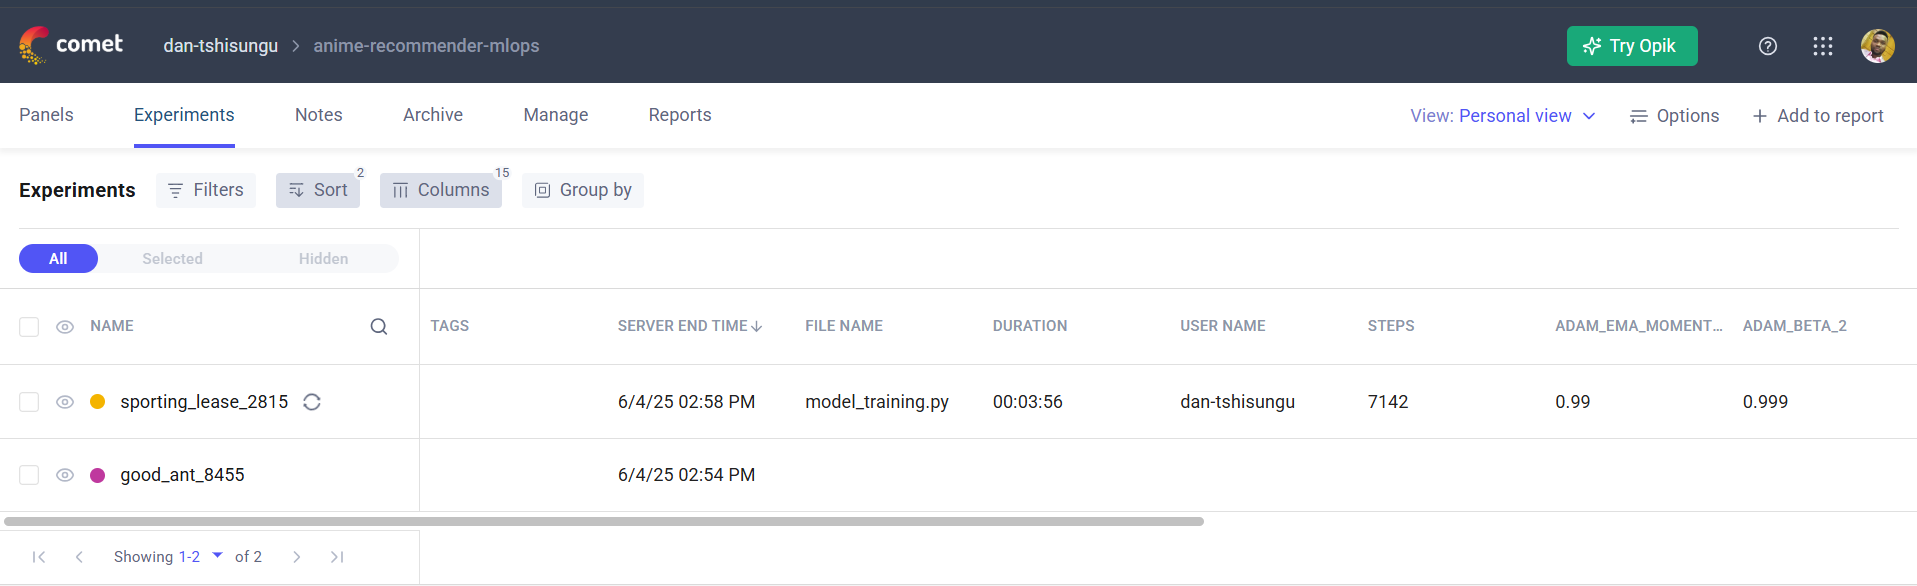 comet dan-tshisungu > anime-recommender-mlops Try Opik
Panels Experiments Notes Archive Manage Reports View: Personal view Options + Add to report
Experiments Filters Sort 2 Columns 15 Group by
All Selected Hidden
NAME TAGS SERVER END TIME FILE NAME DURATION USER NAME STEPS ADAM_EMA_MOMENT... ADAM_BETA_2
sporting_lease_2815 6/4/25 02:58 PM model_training.py 00:03:56 dan-tshisungu 7142 0.99 0.999
good_ant_8455 6/4/25 02:54 PM
Showing 1-2 of 2